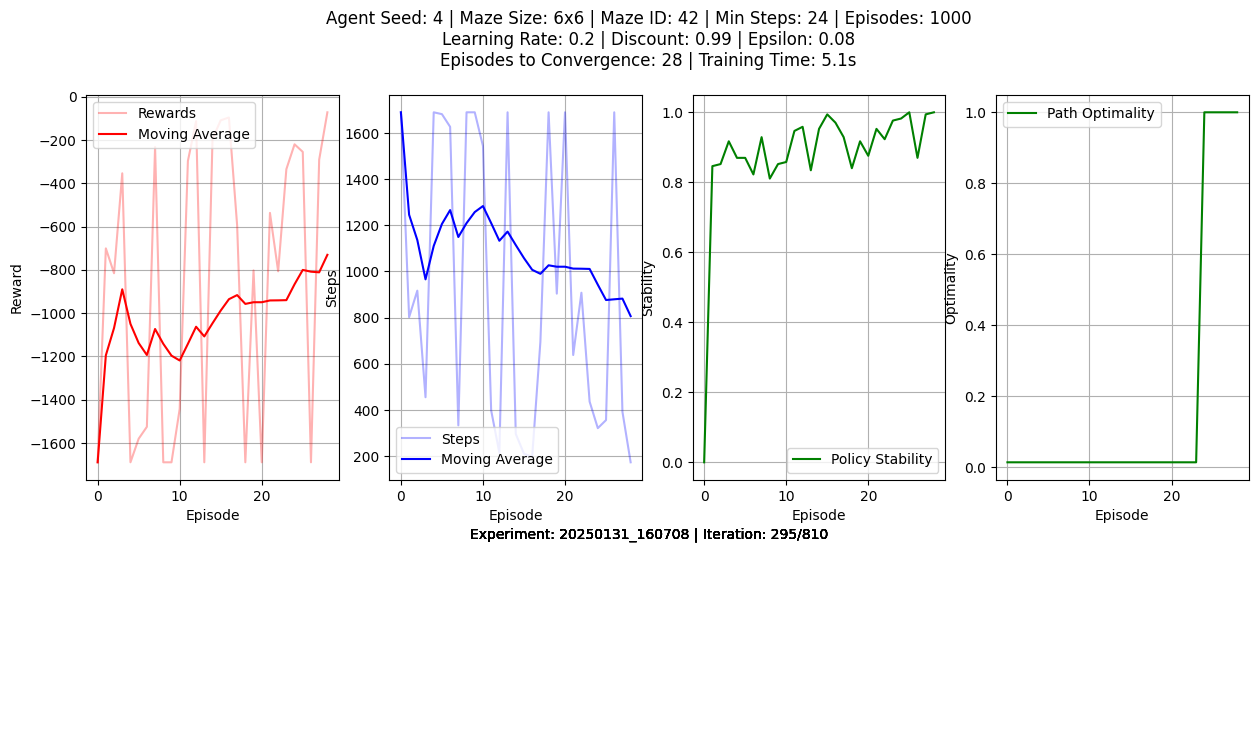 Agent Seed: 4 | Maze Size: 6x6 | Maze ID: 42 | Min Steps: 24 | Episodes: 1000
Learning Rate: 0.2 | Discount: 0.99 | Epsilon: 0.08
Episodes to Convergence: 28 | Training Time: 5.1s
Reward
0
−200
−400
−600
−800
−1000
−1200
−1400
−1600
Rewards
Moving Average
0
10
20
Episode
Steps
1600
1400
1200
1000
800
600
400
200
Steps
Moving Average
0
10
20
Episode
Stability
1.0
0.8
0.6
0.4
0.2
0.0
Policy Stability
0
10
20
Episode
Optimality
1.0
0.8
0.6
0.4
0.2
0.0
Path Optimality
0
10
20
Episode
Experiment: 20250131_160708 | Iteration: 295/810